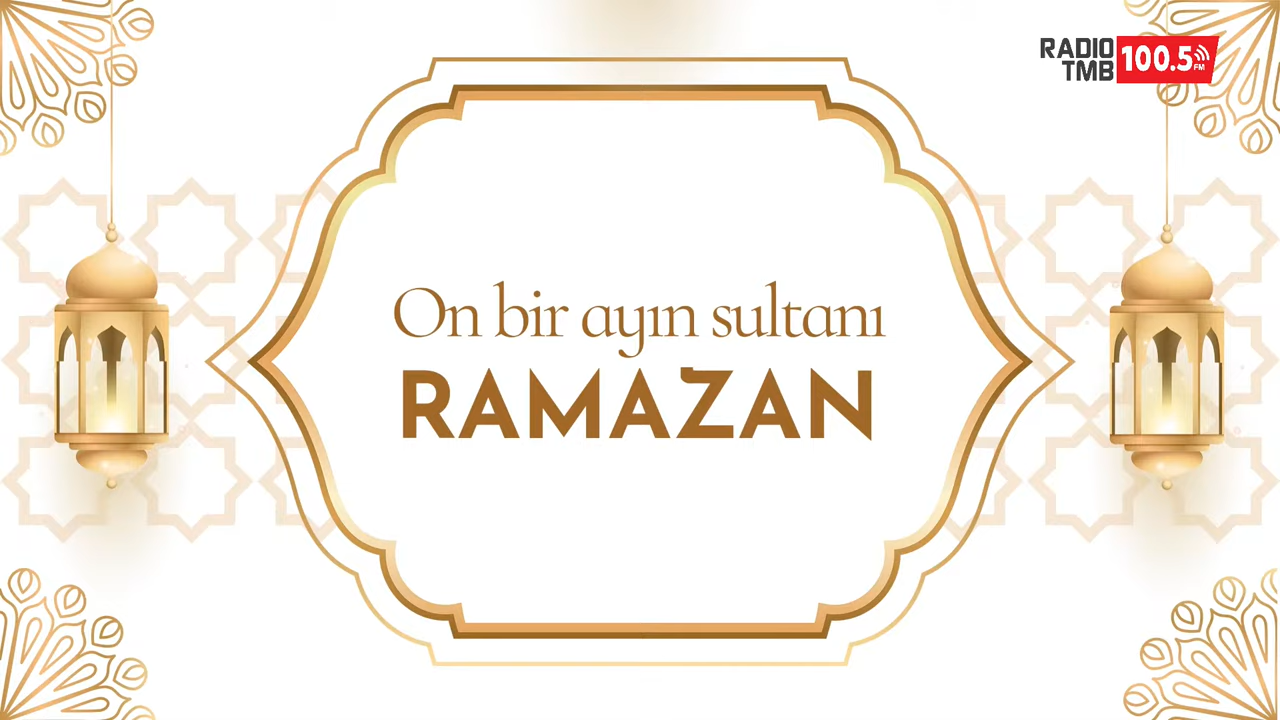 RADIO
TMB
100.5
FM
On bir ayın sultanı
RAMAZAN